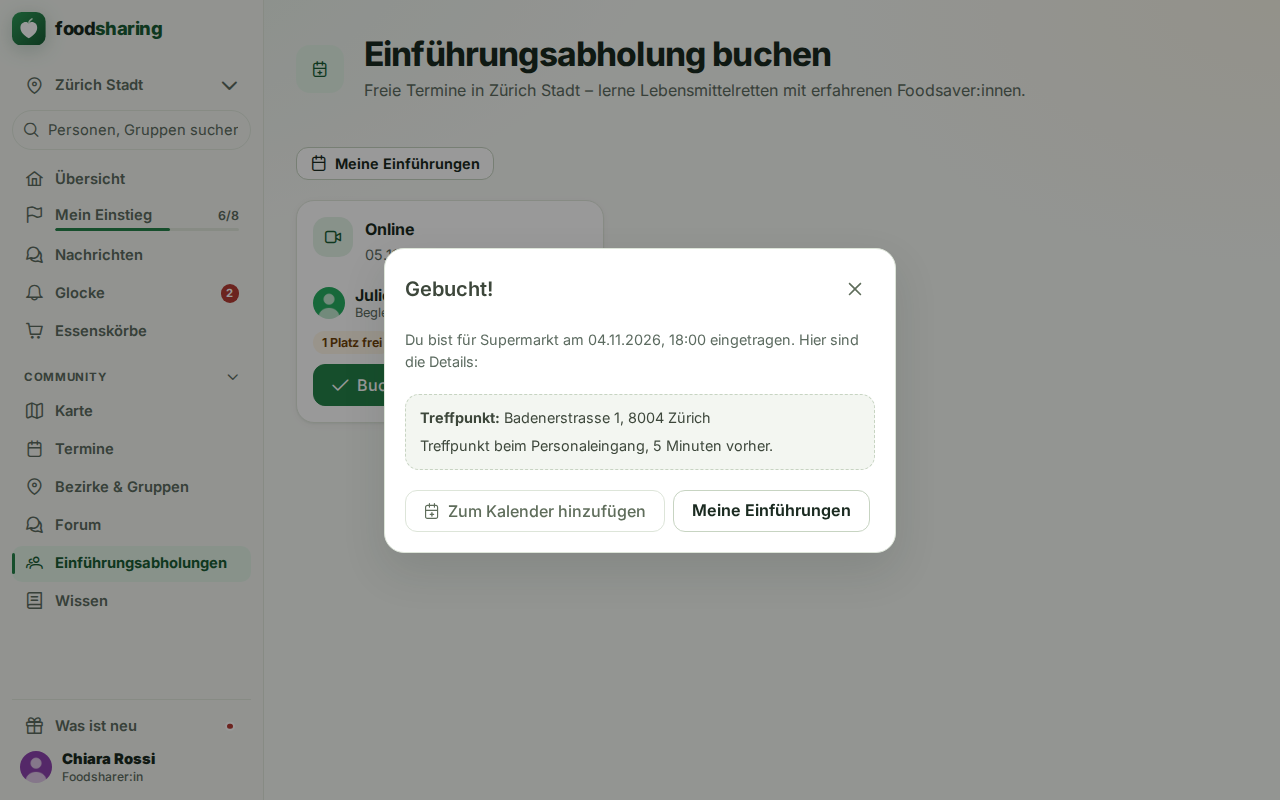 foodsharing
Zürich Stadt
Personen, Gruppen suchen
Übersicht
Mein Einstieg 6/8
Nachrichten
Glocke 2
Essenskörbe
COMMUNITY
Karte
Termine
Bezirke & Gruppen
Forum
Einführungsabholungen
Wissen
Was ist neu
Chiara Rossi
Foodsharer:in
Einführungsabholung buchen
Freie Termine in Zürich Stadt – lerne Lebensmittelretten mit erfahrenen Foodsaver:innen.
Meine Einführungen
Online
05.
1 Platz frei
Gebucht!
Du bist für Supermarkt am 04.11.2026, 18:00 eingetragen. Hier sind
die Details:
Treffpunkt: Badenerstrasse 1, 8004 Zürich
Treffpunkt beim Personaleingang, 5 Minuten vorher.
Zum Kalender hinzufügen
Meine Einführungen